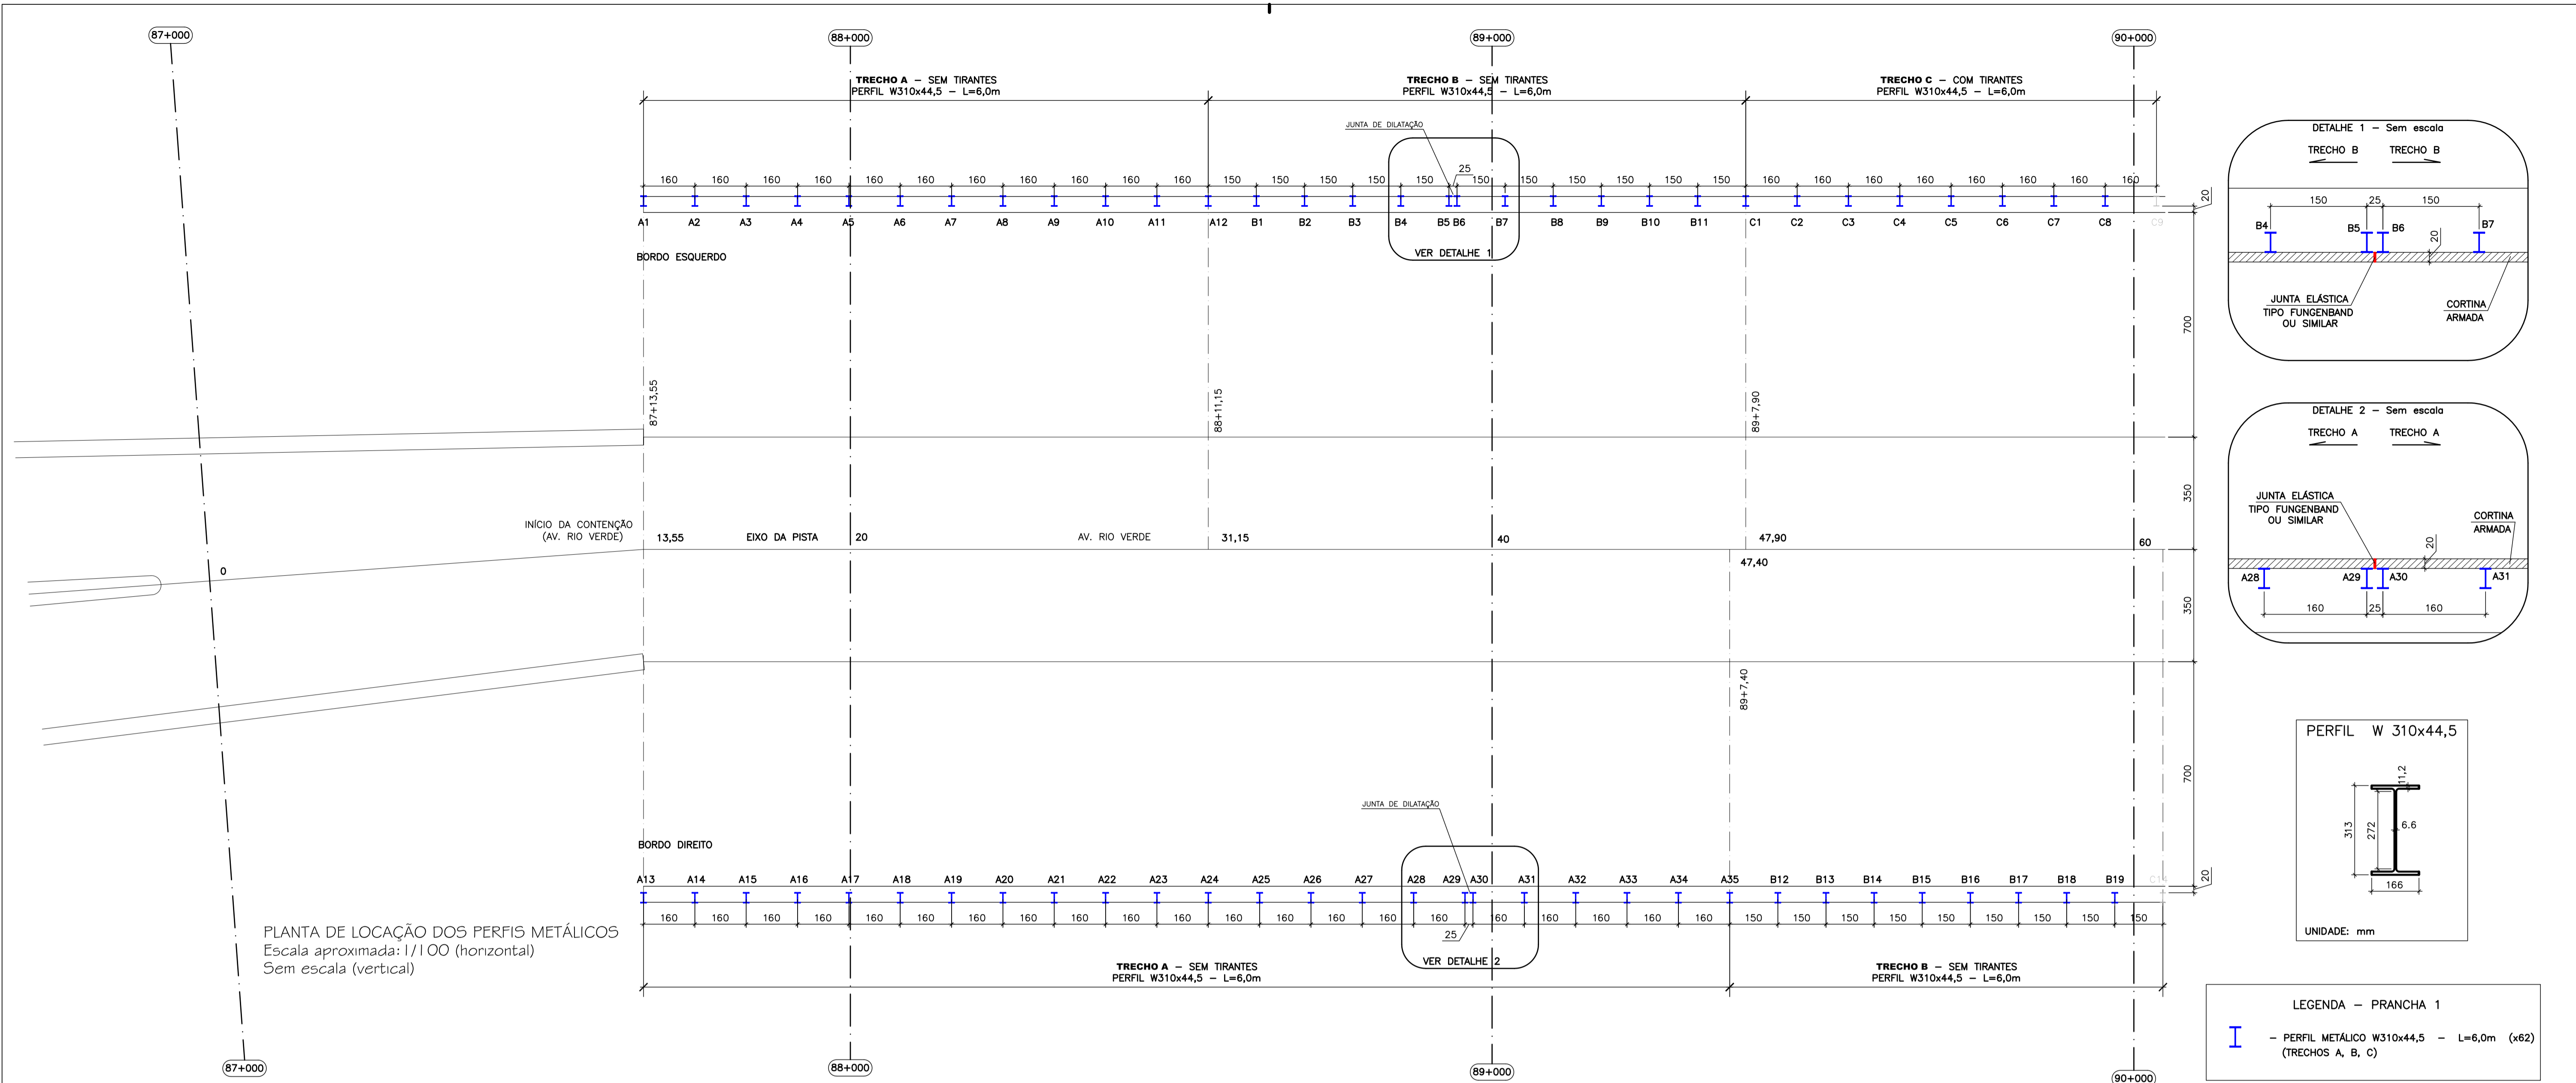 87+000
88+000
89+000
90+000
TRECHO A – SEM TIRANTES
PERFIL W310x44,5 – L=6,0m
TRECHO B – SEM TIRANTES
PERFIL W310x44,5 – L=6,0m
TRECHO C – COM TIRANTES
PERFIL W310x44,5 – L=6,0m
JUNTA DE DILATAÇÃO
25
160 160 160 160 160 160 160 160 160 160 160 150 150 150 150 150 150 150 150 150 150 150 160 160 160 160 160 160 160 160
20
A1 A2 A3 A4 A5 A6 A7 A8 A9 A10 A11 A12 B1 B2 B3 B4 B5 B6 B7 B8 B9 B10 B11 C1 C2 C3 C4 C5 C6 C7 C8 C9
BORDO ESQUERDO
VER DETALHE 1
700
87+13,55
88+11,15
89+7,90
350
INÍCIO DA CONTENÇÃO
(AV. RIO VERDE)
13,55
EIXO DA PISTA
20
AV. RIO VERDE
31,15
40
47,90
60
0
47,40
350
89+7,40
700
JUNTA DE DILATAÇÃO
BORDO DIREITO
A13 A14 A15 A16 A17 A18 A19 A20 A21 A22 A23 A24 A25 A26 A27 A28 A29 A30 A31 A32 A33 A34 A35 B12 B13 B14 B15 B16 B17 B18 B19
20
160 160 160 160 160 160 160 160 160 160 160 160 160 160 160 160 160 160 160 160 160 150 150 150 150 150 150 150 150 150
25
VER DETALHE 2
TRECHO A – SEM TIRANTES
PERFIL W310x44,5 – L=6,0m
TRECHO B – SEM TIRANTES
PERFIL W310x44,5 – L=6,0m
PLANTA DE LOCAÇÃO DOS PERFIS METÁLICOS
Escala aproximada: 1/100 (horizontal)
Sem escala (vertical)
87+000
88+000
89+000
90+000
DETALHE 1 – Sem escala
TRECHO B TRECHO B
150 25 150
B4 B5 B6 B7
20
JUNTA ELÁSTICA
TIPO FUNGENBAND
OU SIMILAR
CORTINA
ARMADA
DETALHE 2 – Sem escala
TRECHO A TRECHO A
JUNTA ELÁSTICA
TIPO FUNGENBAND
OU SIMILAR
CORTINA
ARMADA
20
A28 A29 A30 A31
160 25 160
PERFIL W 310x44,5
11,2
313
272
6.6
166
UNIDADE: mm
LEGENDA – PRANCHA 1
– PERFIL METÁLICO W310x44,5 – L=6,0m (x62)
(TRECHOS A, B, C)